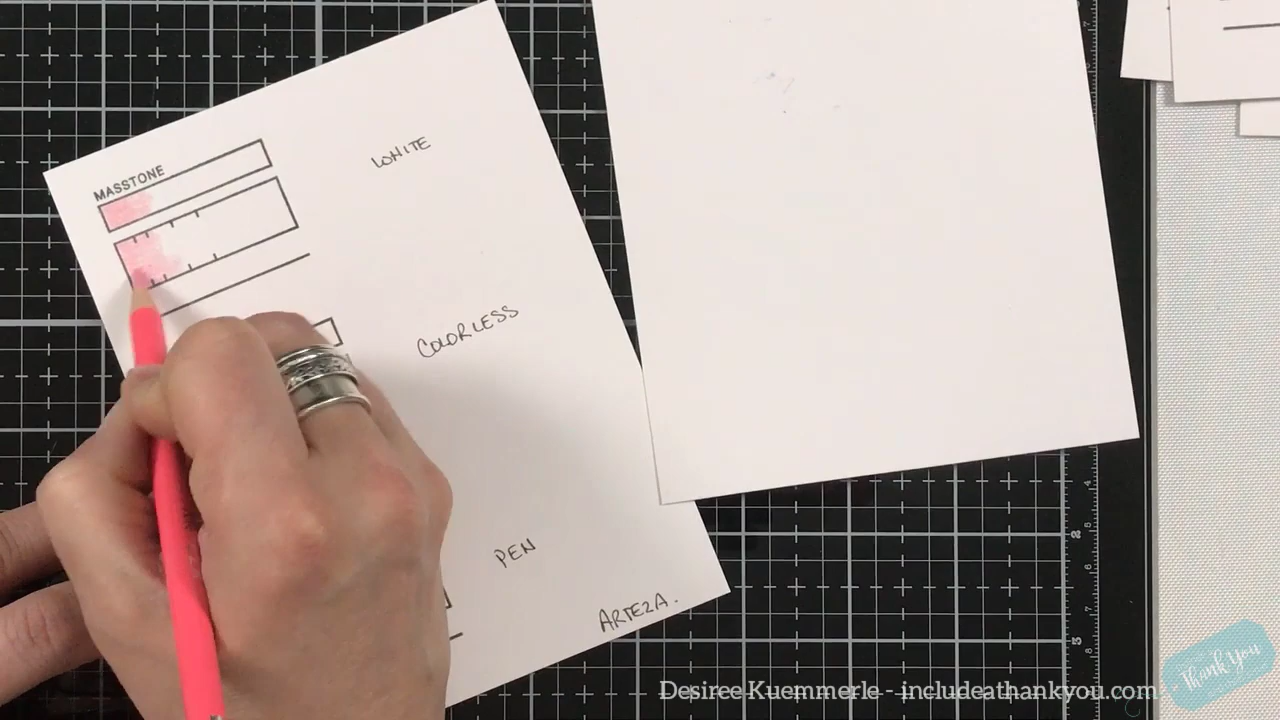 MASSTONE
WHITE
COLORLESS
PEN
ARTEZA.
Desiree Kuemmerle - includeathankyou.com
Thank You